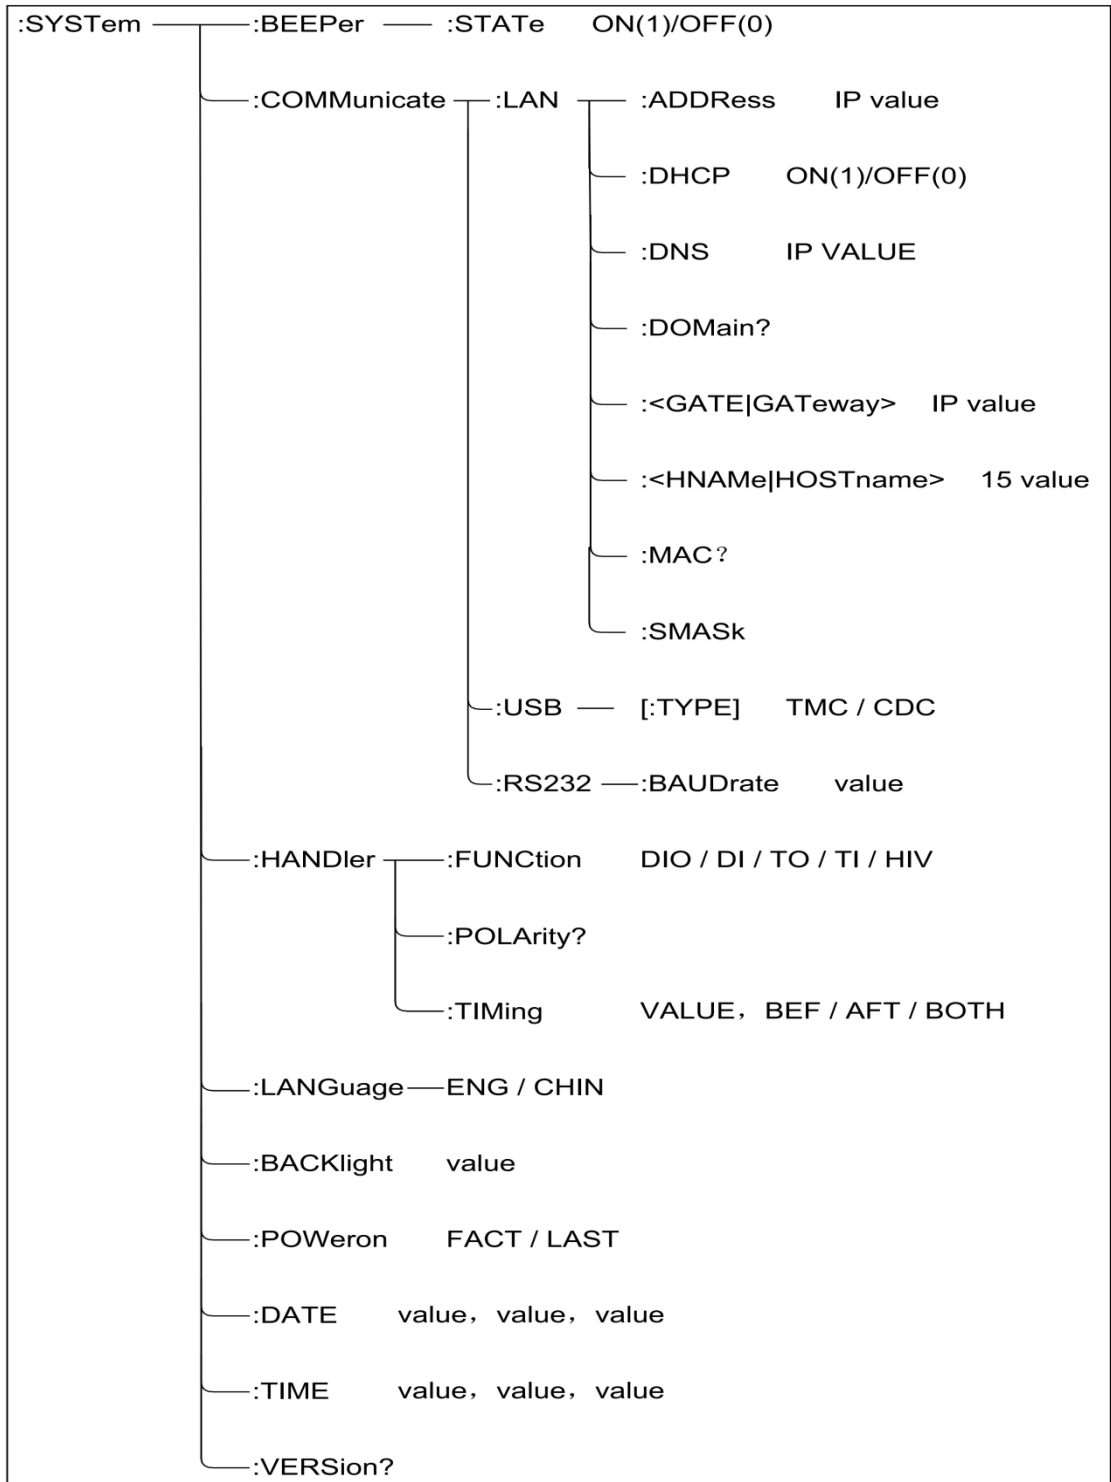 :SYSTem :BEEPer :STATe ON(1)/OFF(0)
:COMMunicate :LAN :ADDRess IP value
:DHCP ON(1)/OFF(0)
:DNS IP VALUE
:DOMain?
:<GATE|GATeway> IP value
:<HNAMe|HOSTname> 15 value
:MAC？
:SMASk
:USB [:TYPE] TMC / CDC
:RS232 :BAUDrate value
:HANDler :FUNCtion DIO / DI / TO / TI / HIV
:POLArity?
:TIMing VALUE，BEF / AFT / BOTH
:LANGuage ENG / CHIN
:BACKlight value
:POWeron FACT / LAST
:DATE value，value，value
:TIME value，value，value
:VERSion?